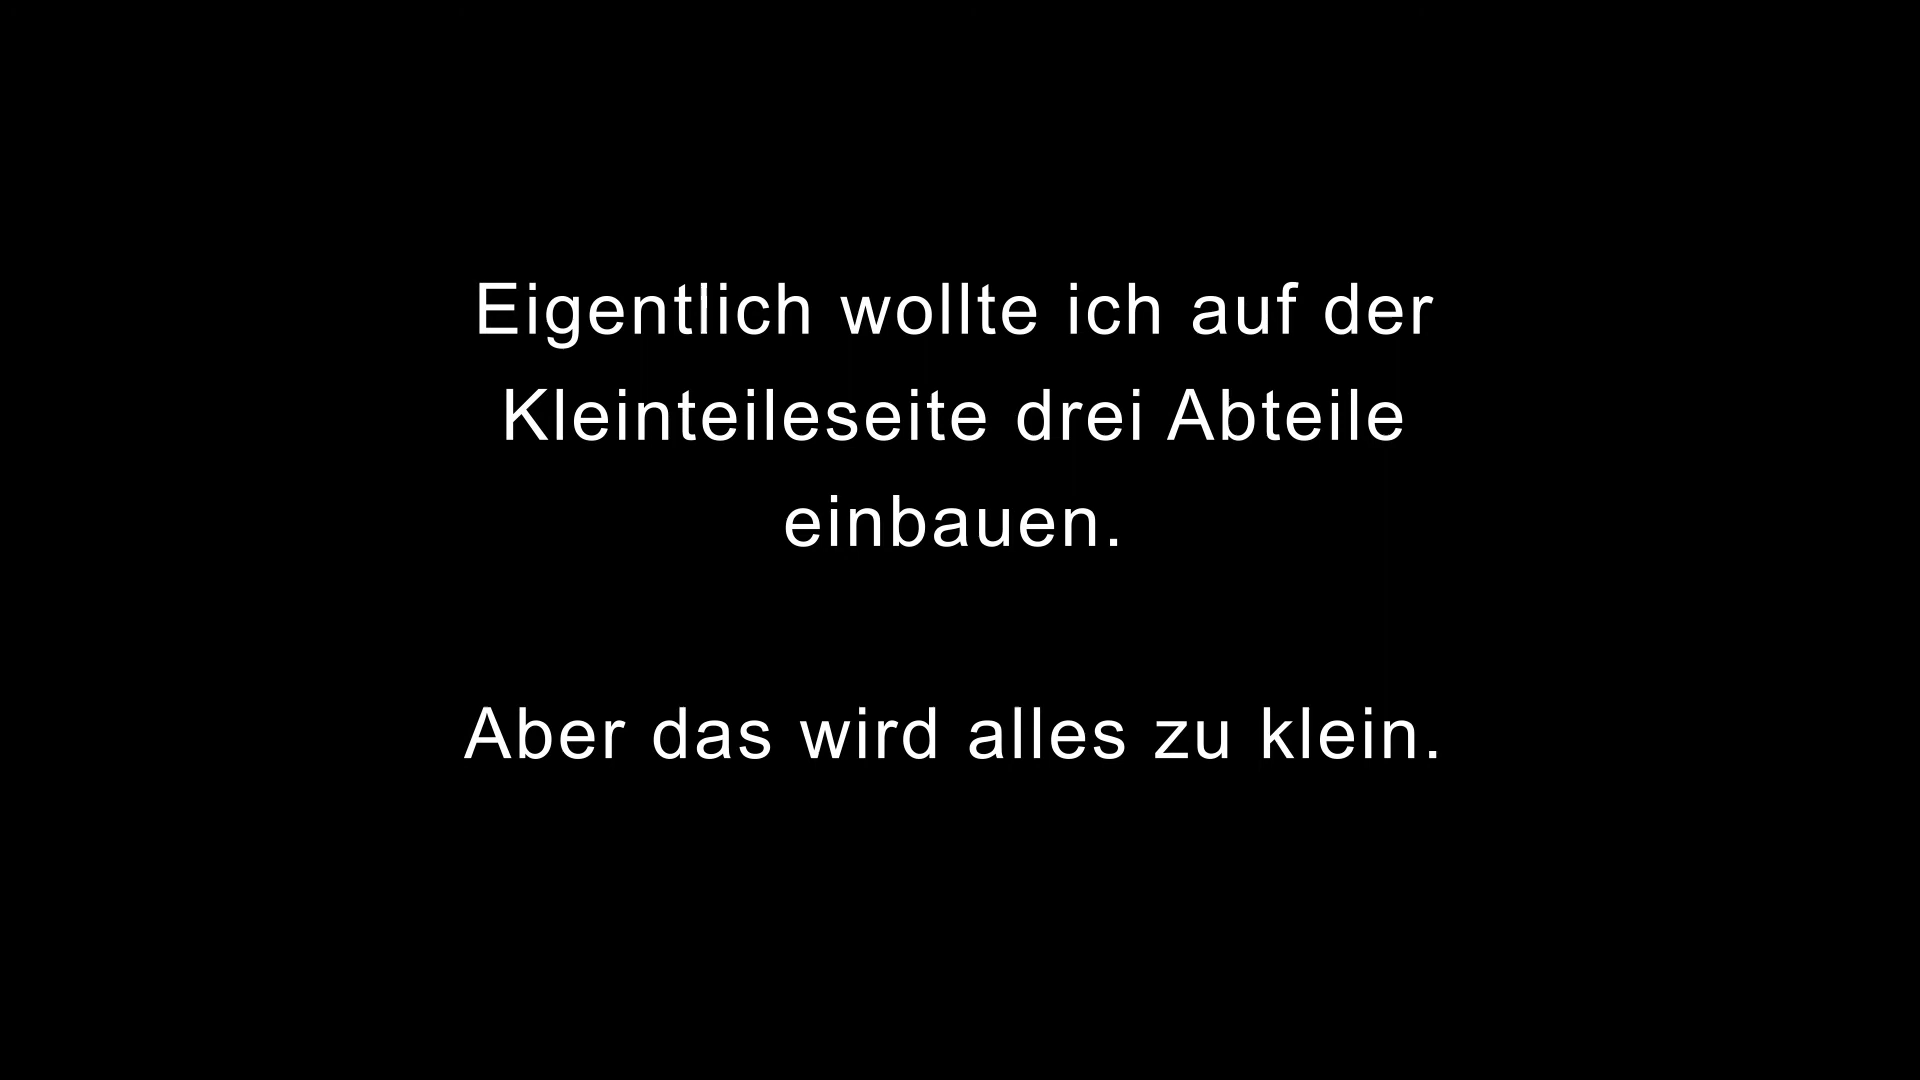 Eigentlich wollte ich auf der
Kleinteileseite drei Abteile
einbauen.
Aber das wird alles zu klein.